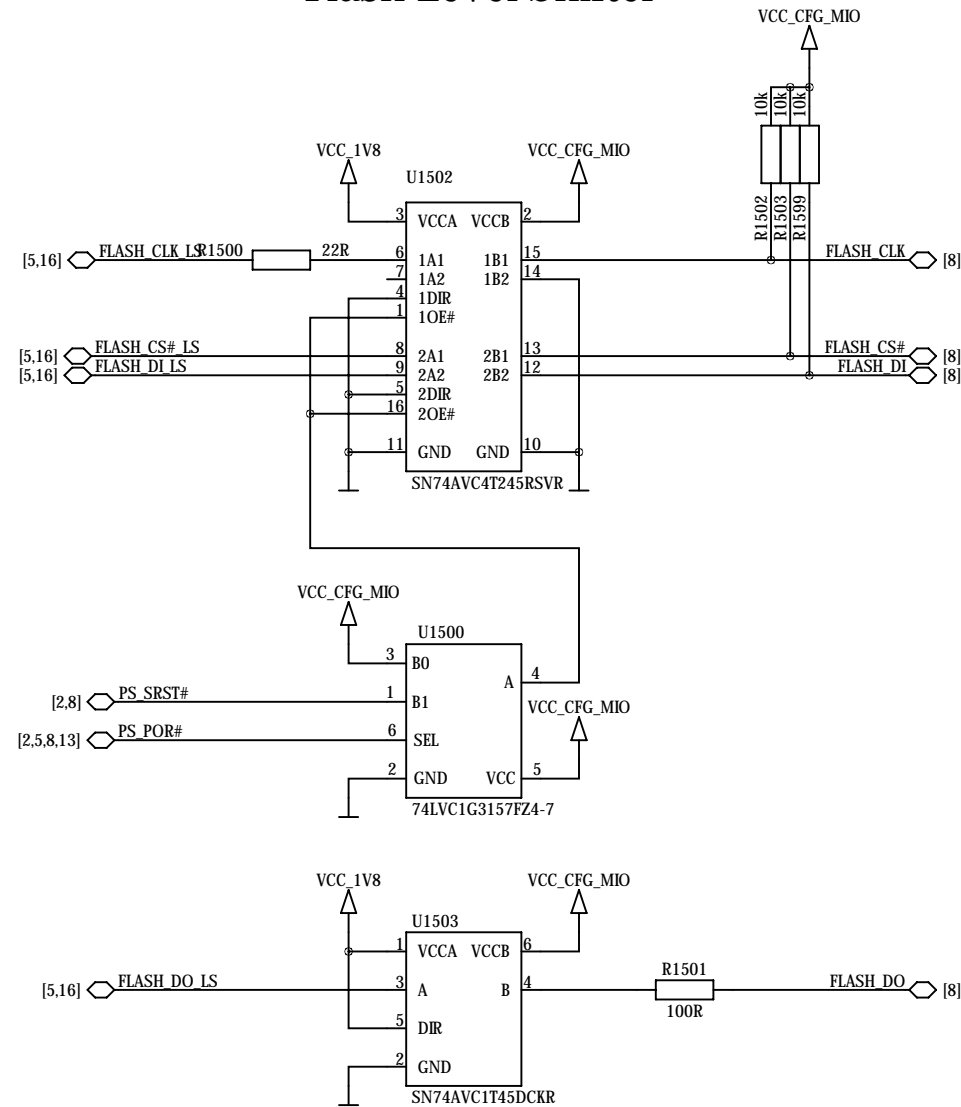 VCC_CFG_MIO
10k
10k
10k
R1502
R1503
R1599
VCC_1V8
VCC_CFG_MIO
U1502
3 VCCA VCCB 2
[5,16] FLASH_CLK_LS R1500 22R 6 1A1 1B1 15 FLASH_CLK [8]
7 1A2 1B2 14
4 1DIR
1 1OE#
[5,16] FLASH_CS#_LS 8 2A1 2B1 13 FLASH_CS# [8]
[5,16] FLASH_DI_LS 9 2A2 2B2 12 FLASH_DI [8]
5 2DIR
16 2OE#
11 GND GND 10
SN74AVC4T245RSVR
VCC_CFG_MIO
U1500
3 B0
A 4
[2,8] PS_SRST# 1 B1
VCC_CFG_MIO
[2,5,8,13] PS_POR# 6 SEL
2 GND VCC 5
74LVC1G3157FZ4-7
VCC_1V8
VCC_CFG_MIO
U1503
1 VCCA VCCB 6
[5,16] FLASH_DO_LS 3 A B 4 R1501 100R FLASH_DO [8]
5 DIR
2 GND
SN74AVC1T45DCKR